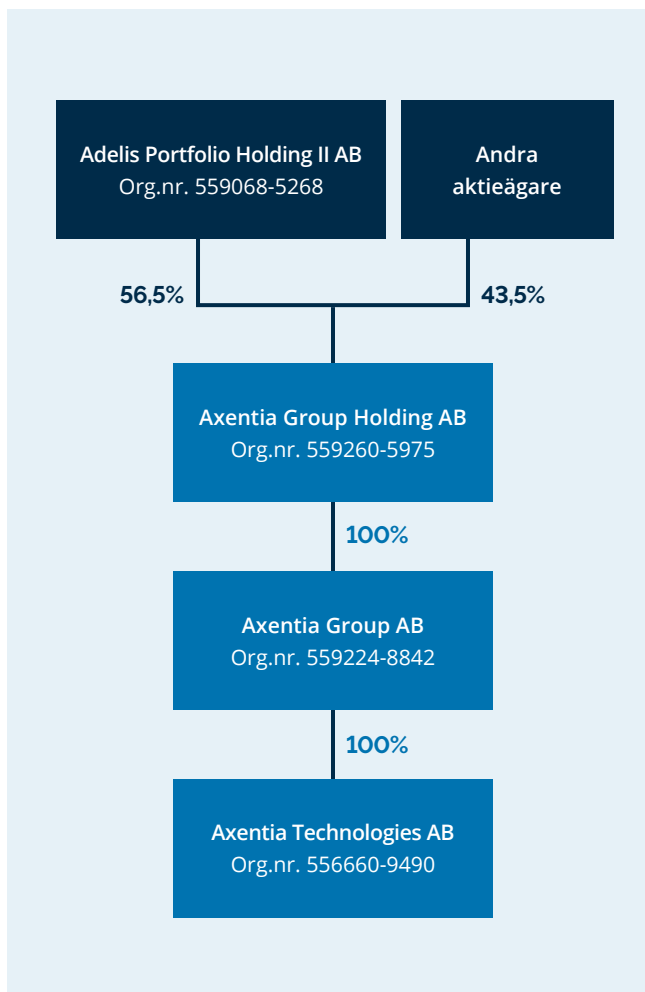 Adelis Portfolio Holding II AB
Org.nr. 559068-5268
Andra
aktieägare
56,5%
43,5%
Axentia Group Holding AB
Org.nr. 559260-5975
100%
Axentia Group AB
Org.nr. 559224-8842
100%
Axentia Technologies AB
Org.nr. 556660-9490